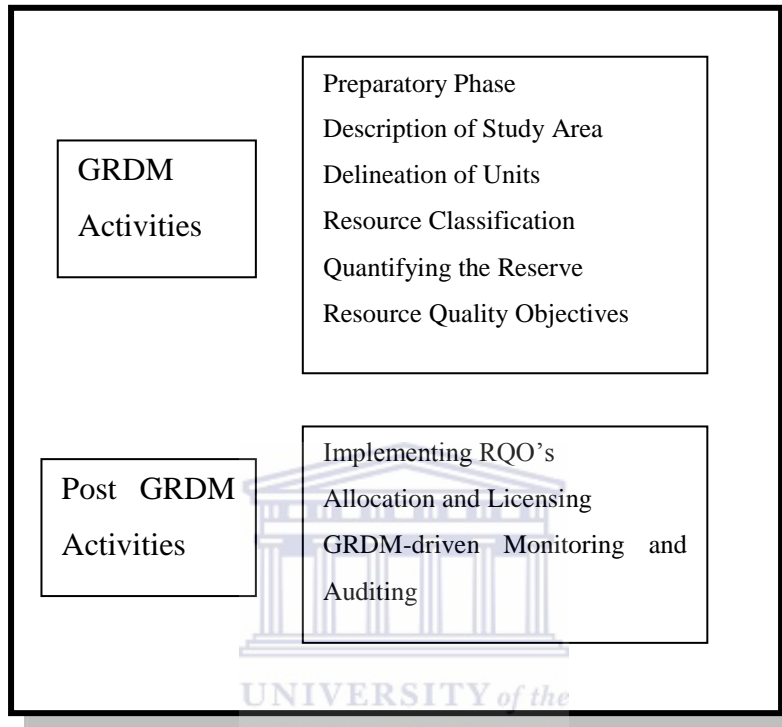 GRDM
Activities
Preparatory Phase
Description of Study Area
Delineation of Units
Resource Classification
Quantifying the Reserve
Resource Quality Objectives
Post GRDM
Activities
Implementing RQO's
Allocation and Licensing
GRDM-driven Monitoring and
Auditing
UNIVERSITY of the